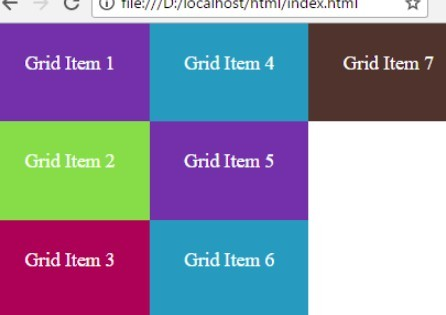 file:///D:/localhost/html/index.html
Grid Item 1
Grid Item 4
Grid Item 7
Grid Item 2
Grid Item 5
Grid Item 3
Grid Item 6